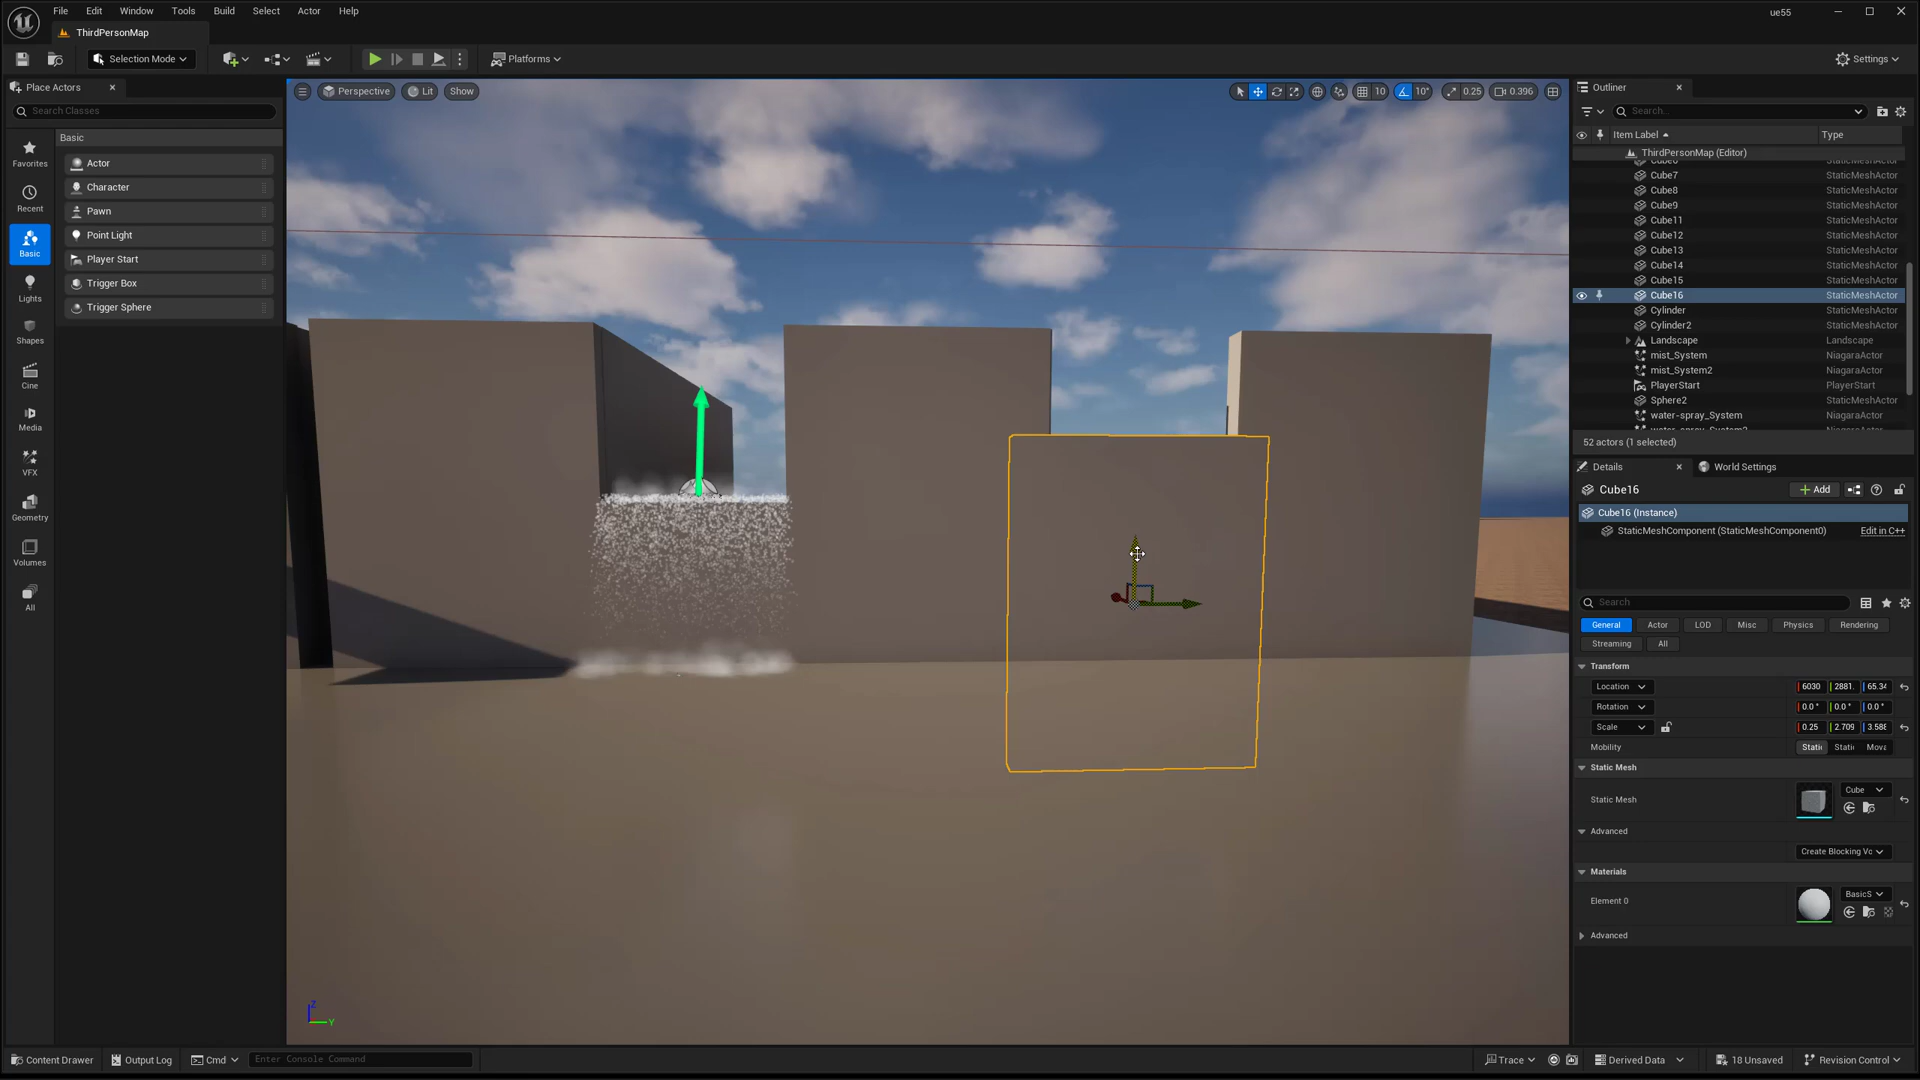 File Edit Window Tools Build Select Actor Help
ue55
ThirdPersonMap
Selection Mode
Platforms
Settings
Place Actors
Search Classes
Favorites
Recent
Basic
Lights
Shapes
Cine
Media
VFX
Geometry
Volumes
All
Basic
Actor
Character
Pawn
Point Light
Player Start
Trigger Box
Trigger Sphere
Perspective Lit Show
10 10° 0.25 0.396
Z
Y
Outliner
Search...
Item Label Type
ThirdPersonMap (Editor)
Cube7 StaticMeshActor
Cube8 StaticMeshActor
Cube9 StaticMeshActor
Cube11 StaticMeshActor
Cube12 StaticMeshActor
Cube13 StaticMeshActor
Cube14 StaticMeshActor
Cube15 StaticMeshActor
Cube16 StaticMeshActor
Cylinder StaticMeshActor
Cylinder2 StaticMeshActor
Landscape Landscape
mist_System NiagaraActor
mist_System2 NiagaraActor
PlayerStart PlayerStart
Sphere2 StaticMeshActor
water-spray_System NiagaraActor
52 actors (1 selected)
Details World Settings
Cube16 Add
Cube16 (Instance)
StaticMeshComponent (StaticMeshComponent0) Edit in C++
Search
General Actor LOD Misc Physics Rendering
Streaming All
Transform
Location 6030 2881. 65.34
Rotation 0.0° 0.0° 0.0°
Scale 0.25 2.709 3.588
Mobility Static Stati Mova
Static Mesh
Static Mesh Cube
Advanced
Create Blocking Vo
Materials
Element 0 BasicS
Advanced
Content Drawer Output Log Cmd Enter Console Command
Trace Derived Data 18 Unsaved Revision Control